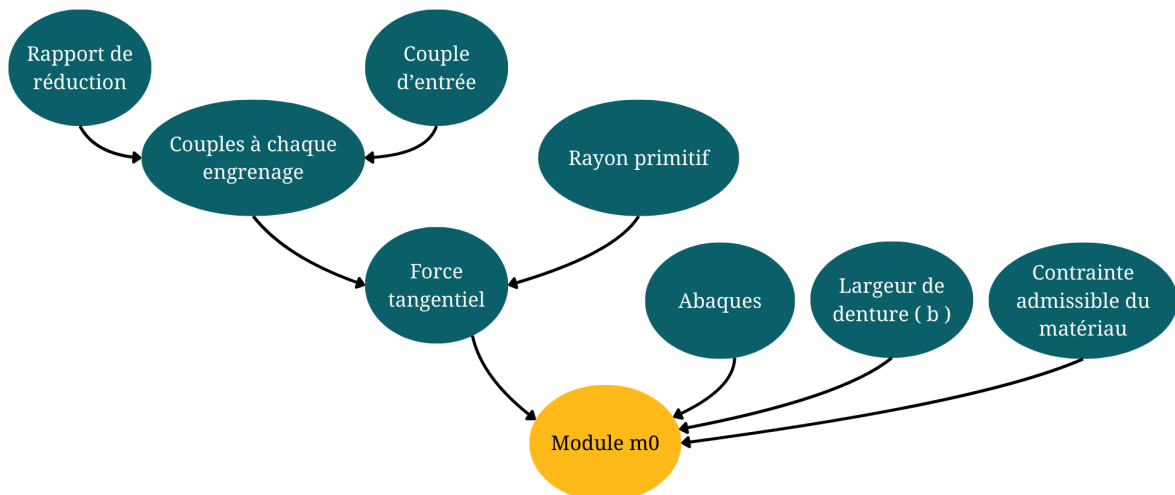 Rapport de
réduction
Couple
d’entrée
Couples à chaque
engrenage
Rayon primitif
Force
tangentiel
Abaques
Largeur de
denture ( b )
Contrainte
admissible du
matériau
Module m0